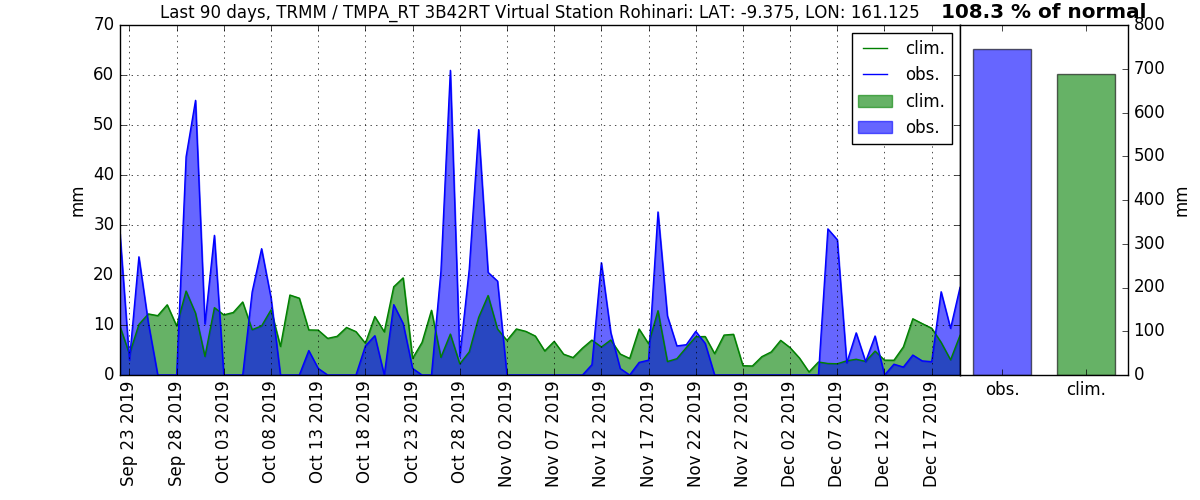 Last 90 days, TRMM / TMPA_RT 3B42RT Virtual Station Rohinari: LAT: -9.375, LON: 161.125
108.3 % of normal
70
60
50
40
30
20
10
0
mm
clim.
obs.
clim.
obs.
Sep 23 2019
Sep 28 2019
Oct 03 2019
Oct 08 2019
Oct 13 2019
Oct 18 2019
Oct 23 2019
Oct 28 2019
Nov 02 2019
Nov 07 2019
Nov 12 2019
Nov 17 2019
Nov 22 2019
Nov 27 2019
Dec 02 2019
Dec 07 2019
Dec 12 2019
Dec 17 2019
800
700
600
500
400
300
200
100
0
mm
obs.
clim.